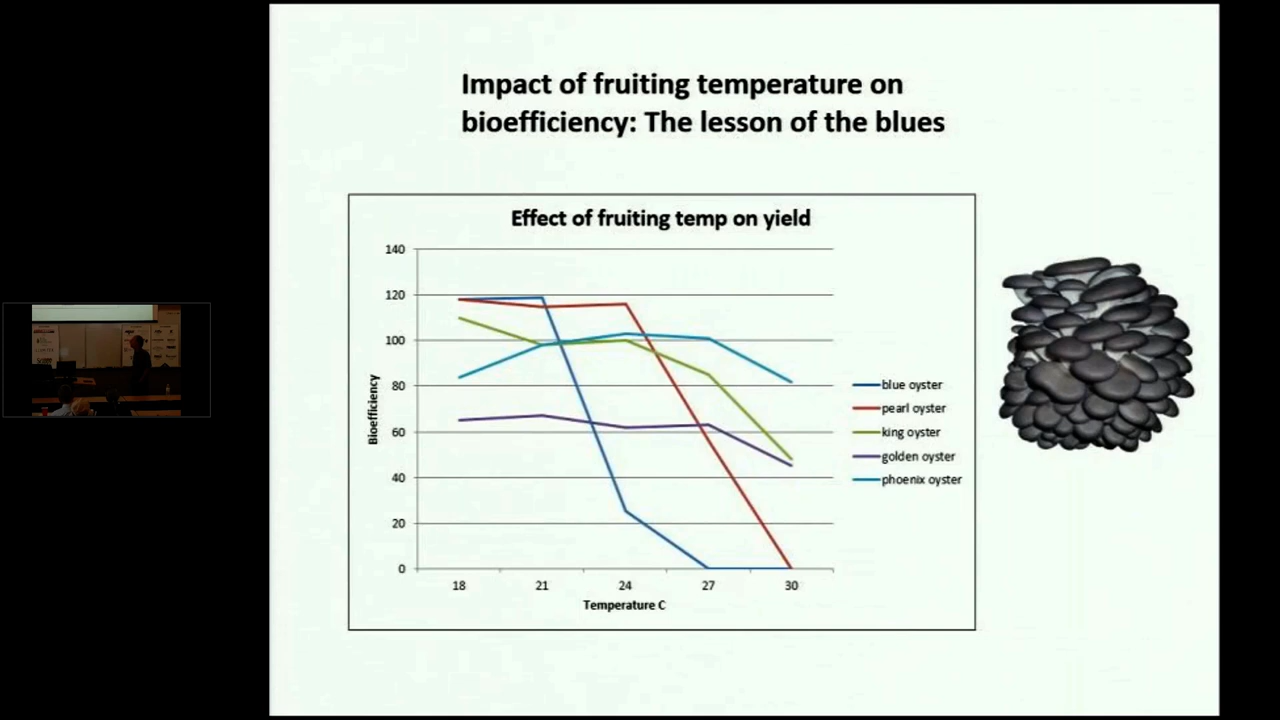 Impact of fruiting temperature on
bioefficiency: The lesson of the blues
Effect of fruiting temp on yield
140
120
100
80
60
40
20
0
Bioefficiency
18 21 24 27 30
Temperature C
blue oyster
pearl oyster
king oyster
golden oyster
phoenix oyster